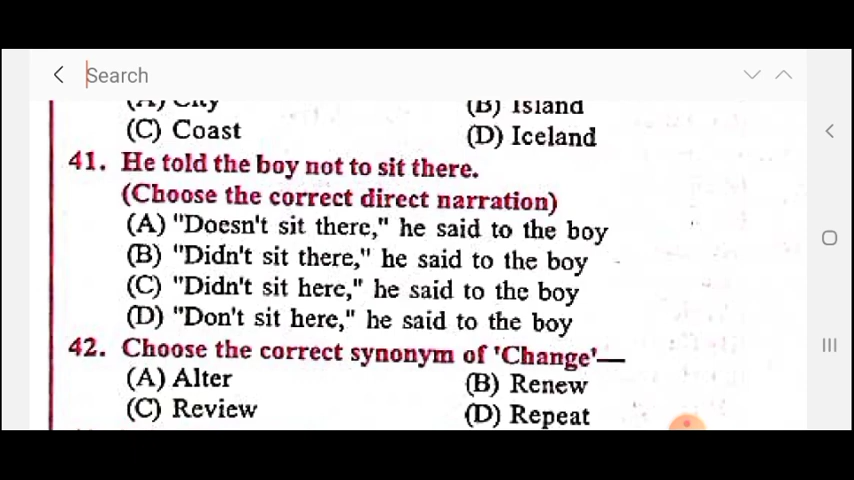 Search
(A) City (B) Island
(C) Coast (D) Iceland
41. He told the boy not to sit there.
(Choose the correct direct narration)
(A) "Doesn't sit there," he said to the boy
(B) "Didn't sit there," he said to the boy
(C) "Didn't sit here," he said to the boy
(D) "Don't sit here," he said to the boy
42. Choose the correct synonym of 'Change'—
(A) Alter (B) Renew
(C) Review (D) Repeat